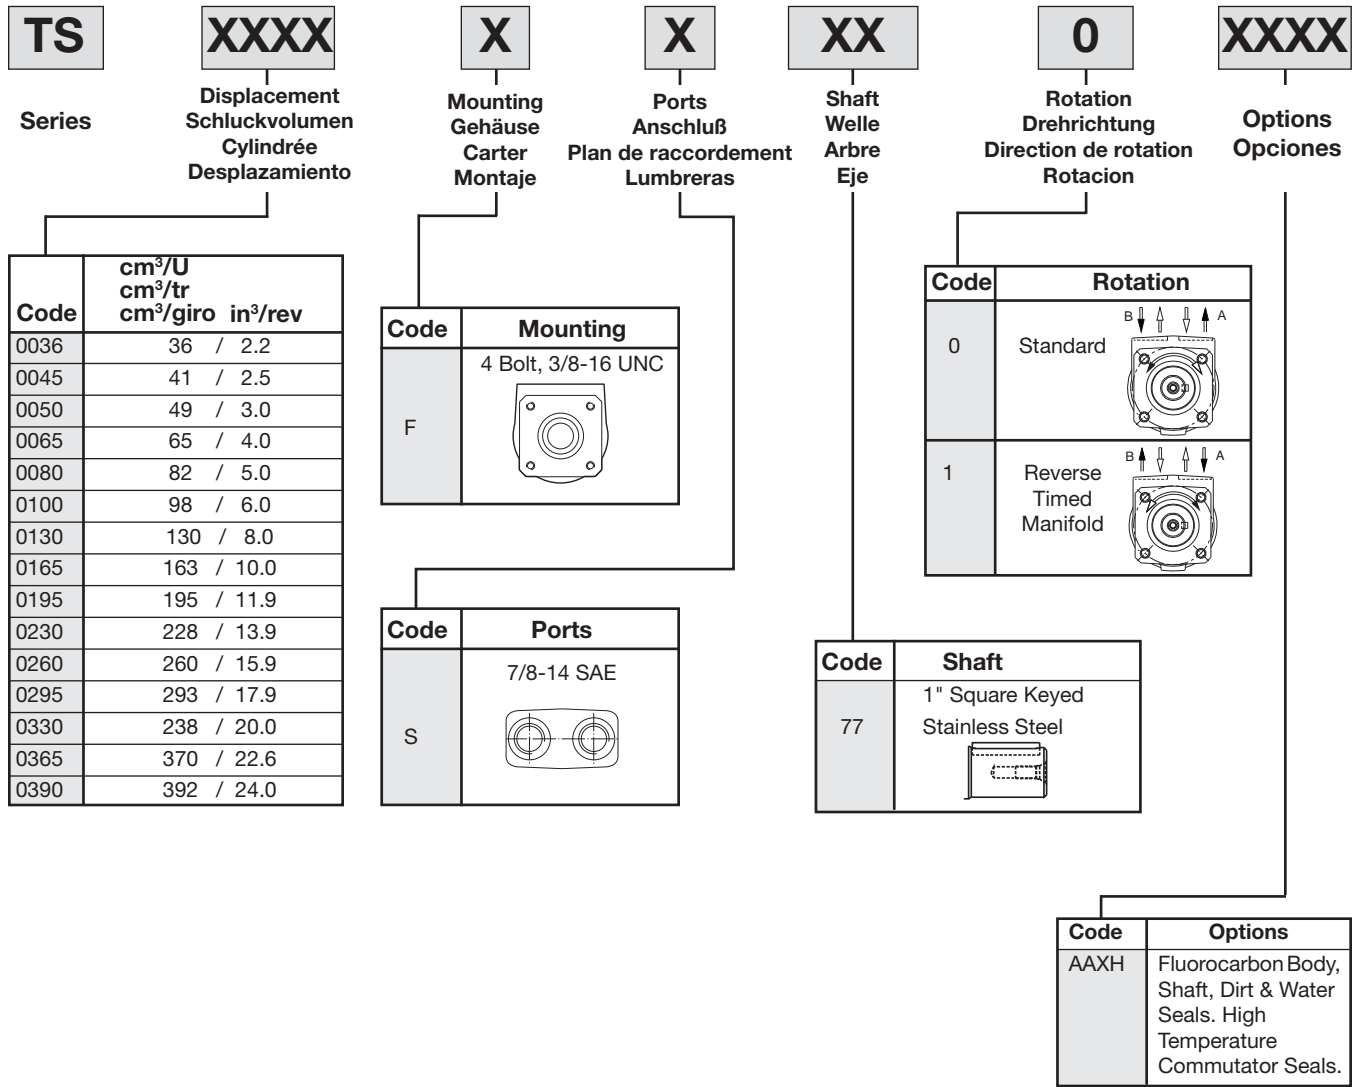 TS XXXX X X XX 0 XXXX
Series
Displacement
Schluckvolumen
Cylindrée
Desplazamiento
Mounting
Gehäuse
Carter
Montaje
Ports
Anschluß
Plan de raccordement
Lumbreras
Shaft
Welle
Arbre
Eje
Rotation
Drehrichtung
Direction de rotation
Rotacion
Options
Opciones
cm³/U
cm³/tr
Code cm³/giro in³/rev
0036 36 / 2.2
0045 41 / 2.5
0050 49 / 3.0
0065 65 / 4.0
0080 82 / 5.0
0100 98 / 6.0
0130 130 / 8.0
0165 163 / 10.0
0195 195 / 11.9
0230 228 / 13.9
0260 260 / 15.9
0295 293 / 17.9
0330 238 / 20.0
0365 370 / 22.6
0390 392 / 24.0
Code Mounting
4 Bolt, 3/8-16 UNC
F
Code Ports
7/8-14 SAE
S
Code Rotation
B A
0 Standard
B A
1 Reverse
Timed
Manifold
Code Shaft
1" Square Keyed
77 Stainless Steel
Code Options
AAXH Fluorocarbon Body,
Shaft, Dirt & Water
Seals. High
Temperature
Commutator Seals.